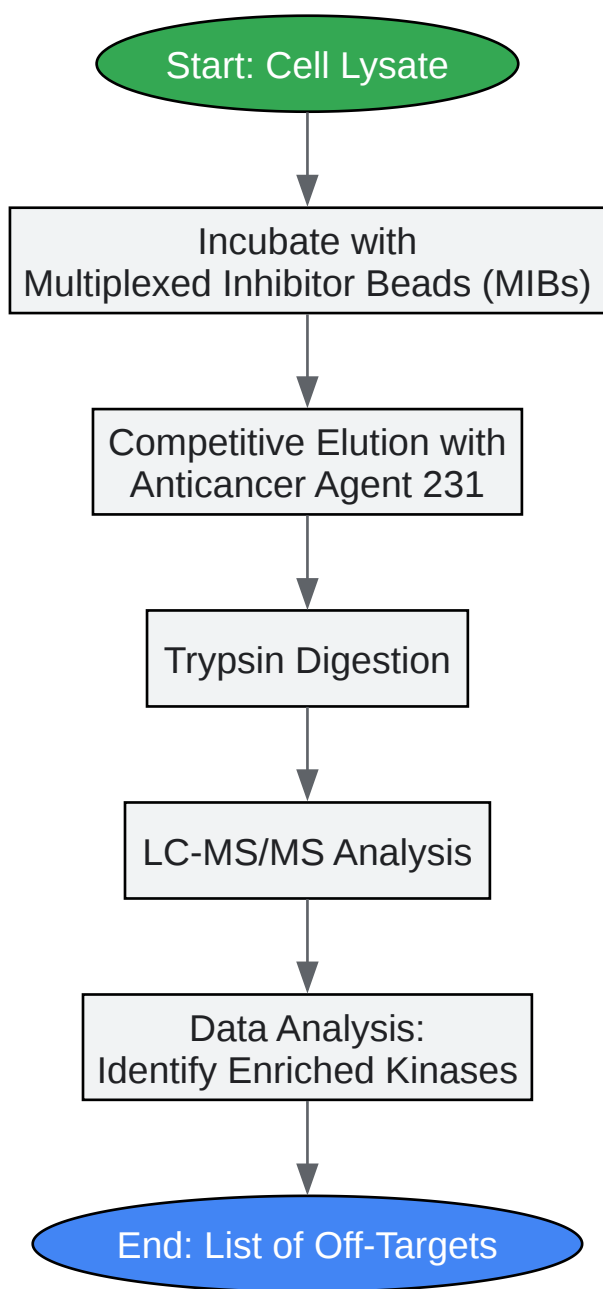 Start: Cell Lysate
Incubate with
Multiplexed Inhibitor Beads (MIBs)
Competitive Elution with
Anticancer Agent 231
Trypsin Digestion
LC-MS/MS Analysis
Data Analysis:
Identify Enriched Kinases
End: List of Off-Targets